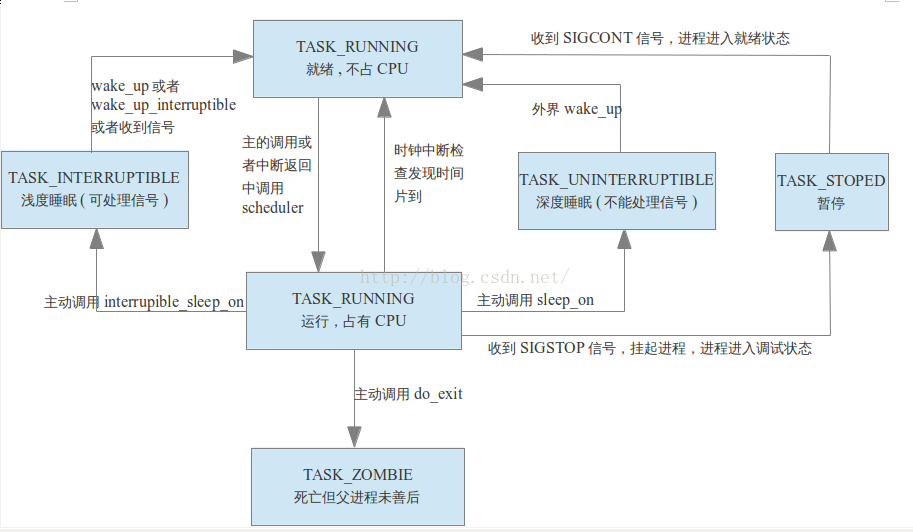 TASK_RUNNING
就绪 , 不占 CPU
收到 SIGCONT 信号，进程进入就绪状态
wake_up 或者
wake_up_interruptible
或者收到信号
主的调用或
者中断返回
中调用
scheduler
时钟中断检
查发现时间
片到
外界 wake_up
TASK_INTERRUPTIBLE
浅度睡眠 ( 可处理信号 )
TASK_UNINTERRUPTIBLE
深度睡眠 ( 不能处理信号 )
TASK_STOPED
暂停
http://blog.csdn.net/
主动调用 interrupible_sleep_on
TASK_RUNNING
运行，占有 CPU
主动调用 sleep_on
收到 SIGSTOP 信号，挂起进程，进程进入调试状态
主动调用 do_exit
TASK_ZOMBIE
死亡但父进程未善后